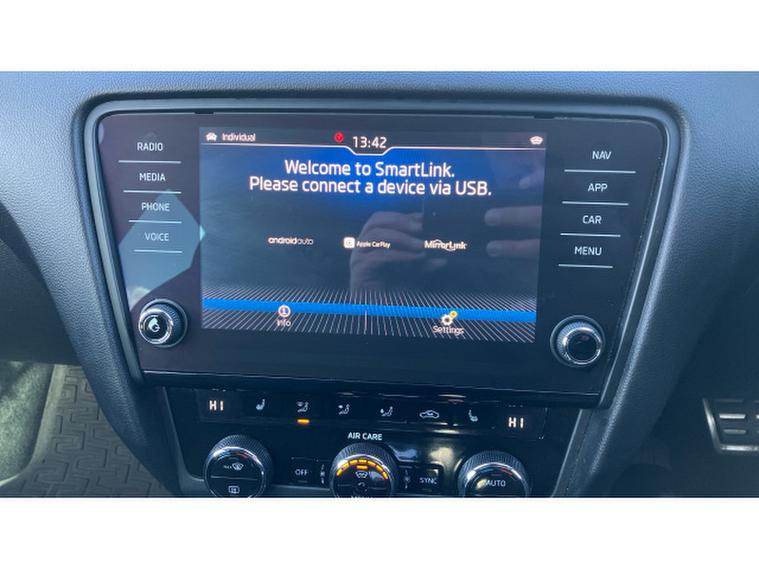 Individual
13:42
Welcome to SmartLink.
Please connect a device via USB.
androidauto
Apple CarPlay
MirrorLink
Info
Settings
RADIO
MEDIA
PHONE
VOICE
NAV
APP
CAR
MENU
HI
HI
AIR CARE
OFF
SYNC
AUTO
MENU